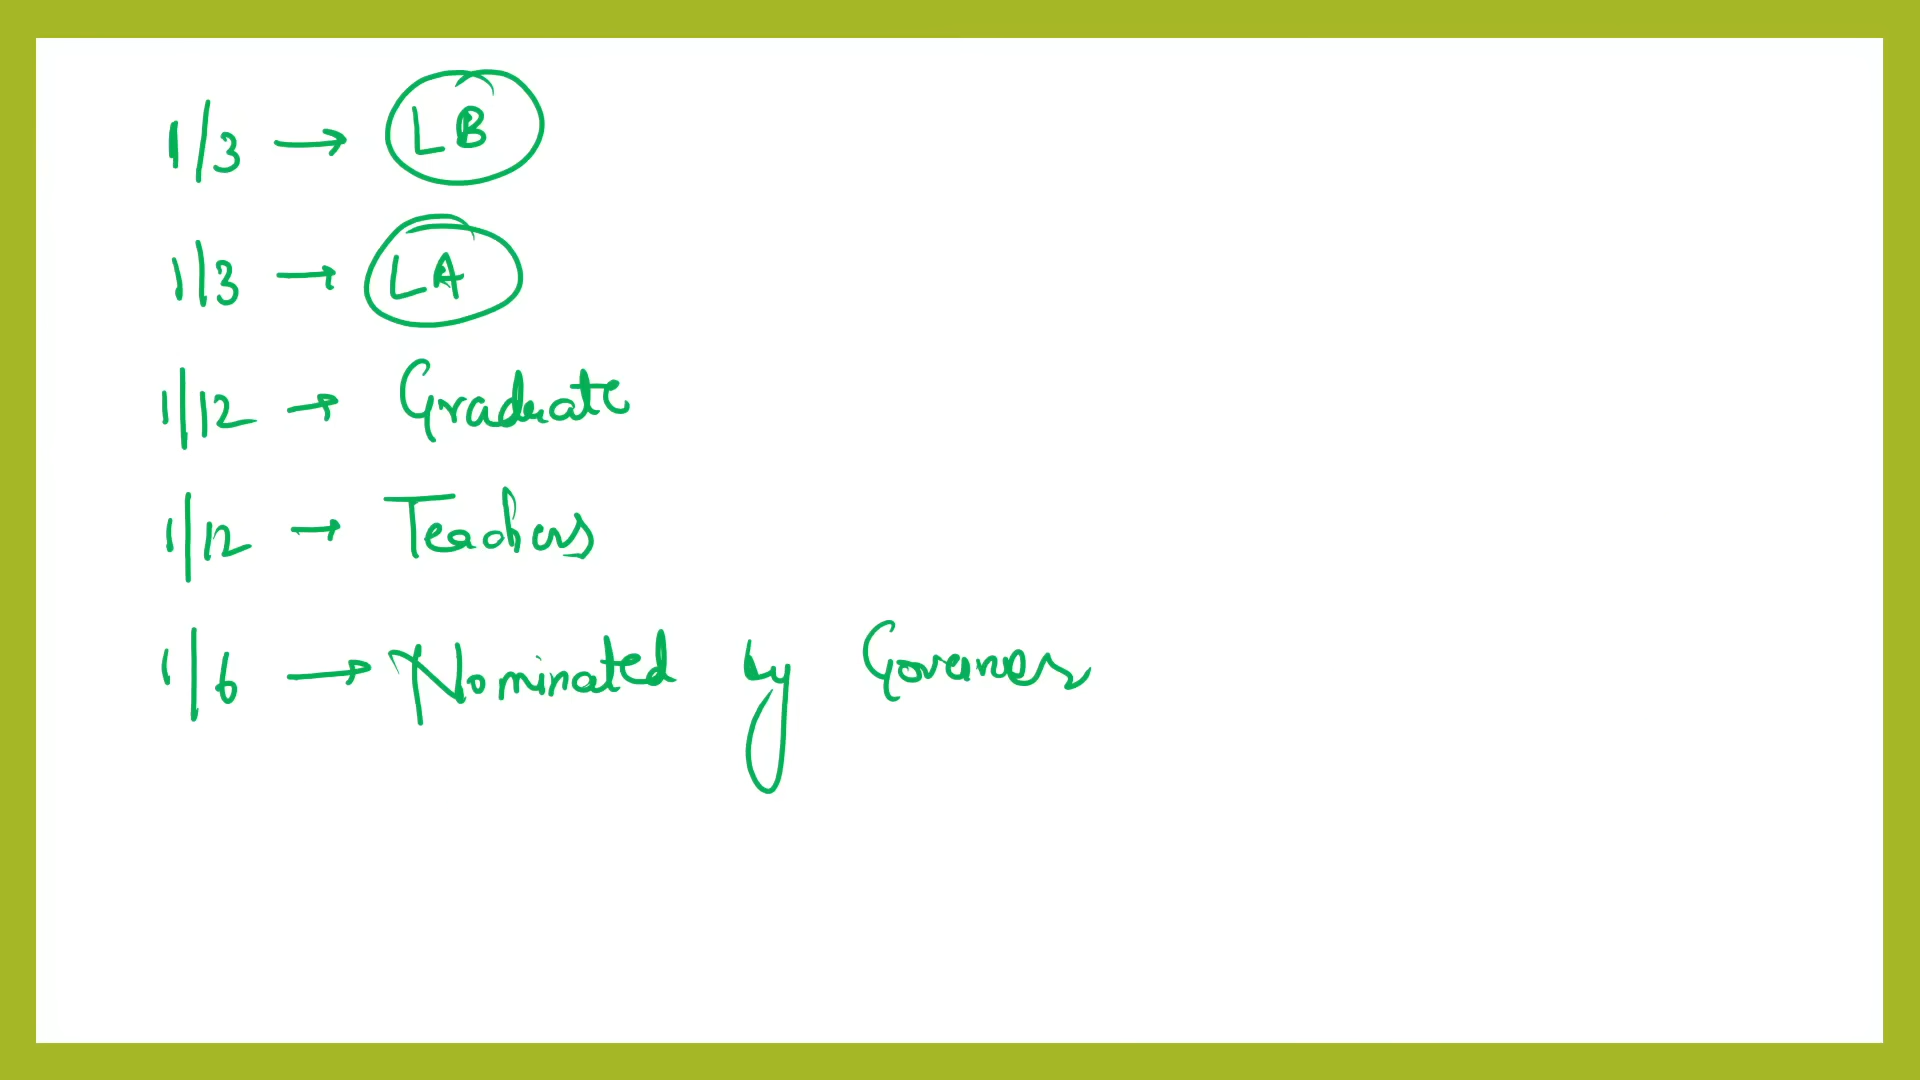 1/3 → LB
1/3 → LA
1/12 → Graduate
1/12 → Teachers
1/6 → Nominated by Governor